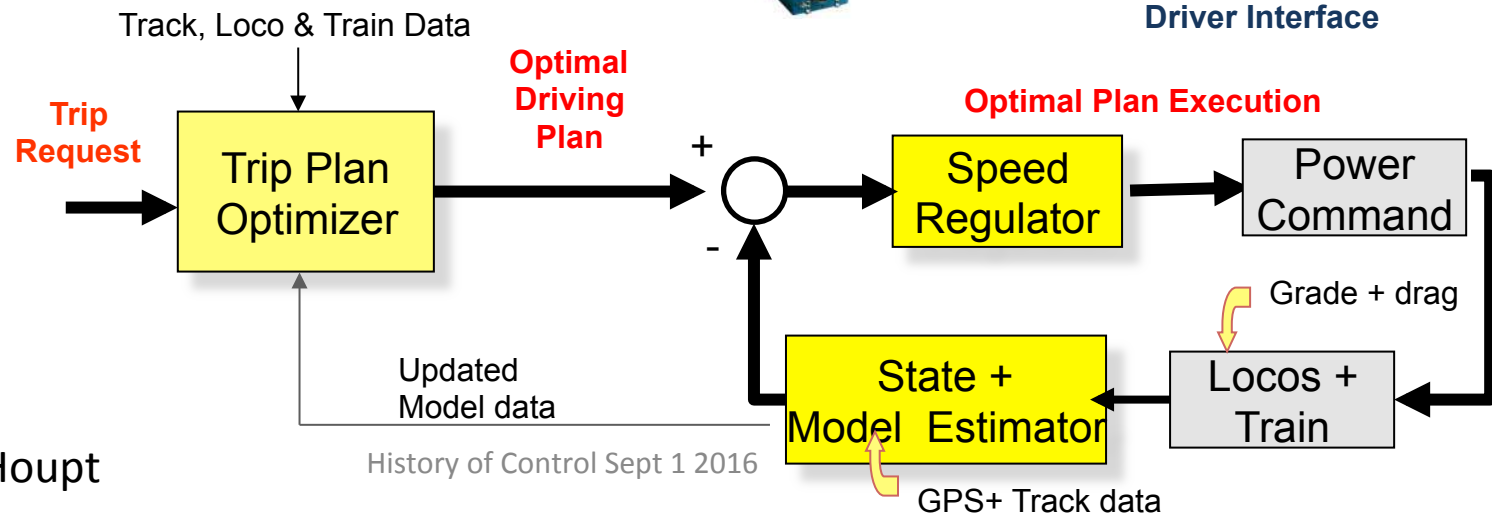 Driver Interface
Track, Loco & Train Data
Trip
Request
Optimal
Driving
Plan
Optimal Plan Execution
Trip Plan
Optimizer
+
-
Speed
Regulator
Power
Command
Grade + drag
Locos +
Train
State +
Model Estimator
Updated
Model data
GPS+ Track data
History of Control Sept 1 2016